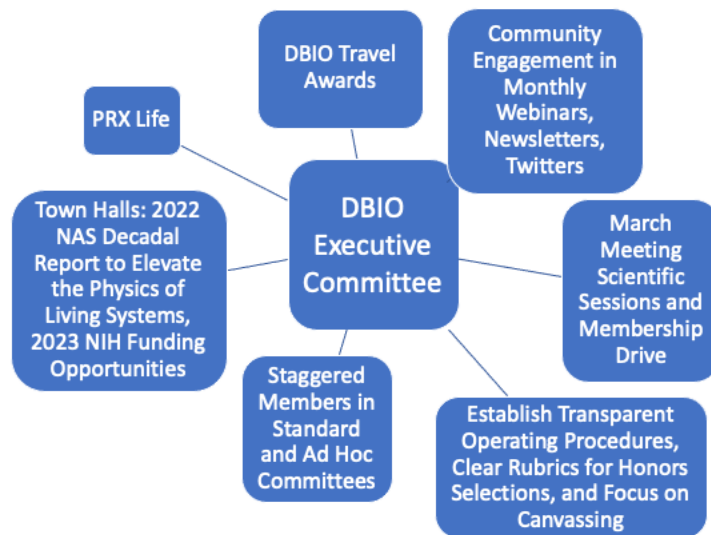 DBIO Travel
Awards
Community
Engagement in
Monthly
Webinars,
Newsletters,
Twitters
PRX Life
DBIO
Executive
Committee
Town Halls: 2022
NAS Decadal
Report to Elevate
the Physics of
Living Systems,
2023 NIH Funding
Opportunities
March
Meeting
Scientific
Sessions and
Membership
Drive
Staggered
Members in
Standard
and Ad Hoc
Committees
Establish Transparent
Operating Procedures,
Clear Rubrics for Honors
Selections, and Focus on
Canvassing